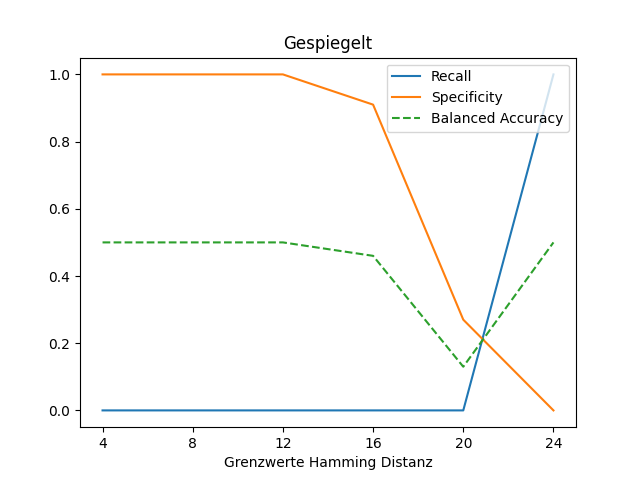 Gespiegelt
Recall
Specificity
Balanced Accuracy
1.0
0.8
0.6
0.4
0.2
0.0
4 8 12 16 20 24
Grenzwerte Hamming Distanz